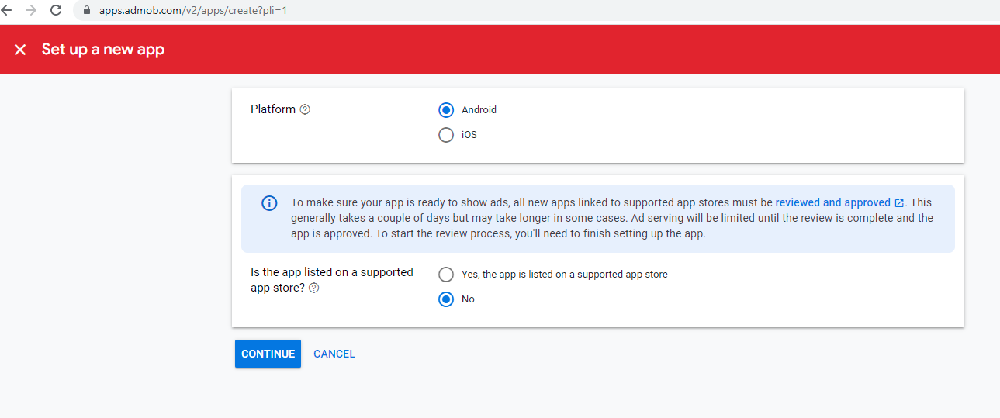 apps.admob.com/v2/apps/create?pli=1
Set up a new app
Platform
Android
iOS
To make sure your app is ready to show ads, all new apps linked to supported app stores must be reviewed and approved. This
generally takes a couple of days but may take longer in some cases. Ad serving will be limited until the review is complete and the
app is approved. To start the review process, you'll need to finish setting up the app.
Is the app listed on a supported
app store?
Yes, the app is listed on a supported app store
No
CONTINUE
CANCEL